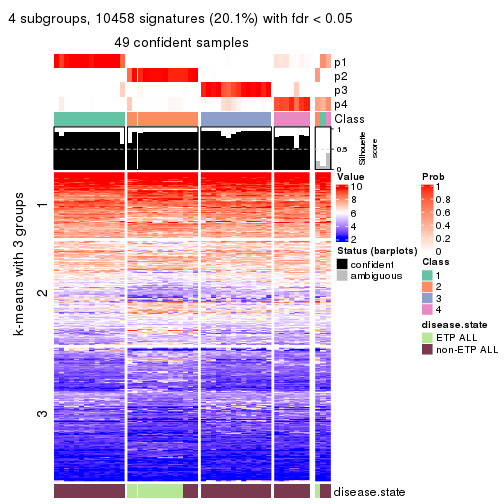 4 subgroups, 10458 signatures (20.1%) with fdr < 0.05
49 confident samples
p1
p2
p3
p4
Class
1
0.5
0
Silhouette
score
k-means with 3 groups
1
2
3
disease.state
Value
10
8
6
4
2
Status (barplots)
confident
ambiguous
Prob
1
0.8
0.6
0.4
0.2
0
Class
1
2
3
4
disease.state
ETP ALL
non-ETP ALL